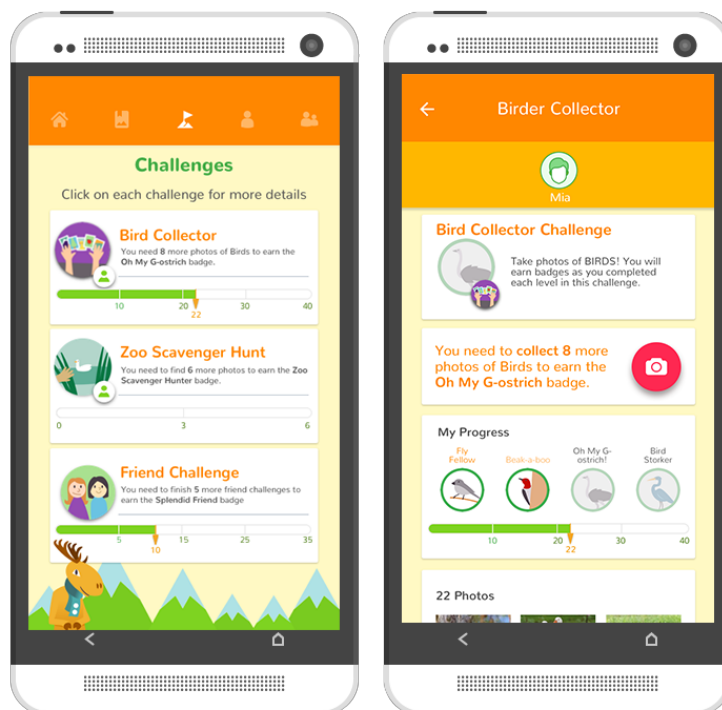 Challenges
Click on each challenge for more details
Bird Collector
You need 8 more photos of Birds to earn the
Oh My G-ostrich badge.
10
20
30
40
22
Zoo Scavenger Hunt
You need to find 6 more photos to earn the Zoo
Scavenger Hunter badge.
0
3
6
Friend Challenge
You need to finish 5 more friend challenges to
earn the Splendid Friend badge
5
15
25
35
10
Birder Collector
Mia
Bird Collector Challenge
Take photos of BIRDS! You will
earn badges as you completed
each level in this challenge.
You need to collect 8 more
photos of Birds to earn the
Oh My G-ostrich badge.
My Progress
Fly
Fellow
Beak-a-boo
Oh My G-
ostrich!
Bird
Storker
10
20
30
40
22
22 Photos